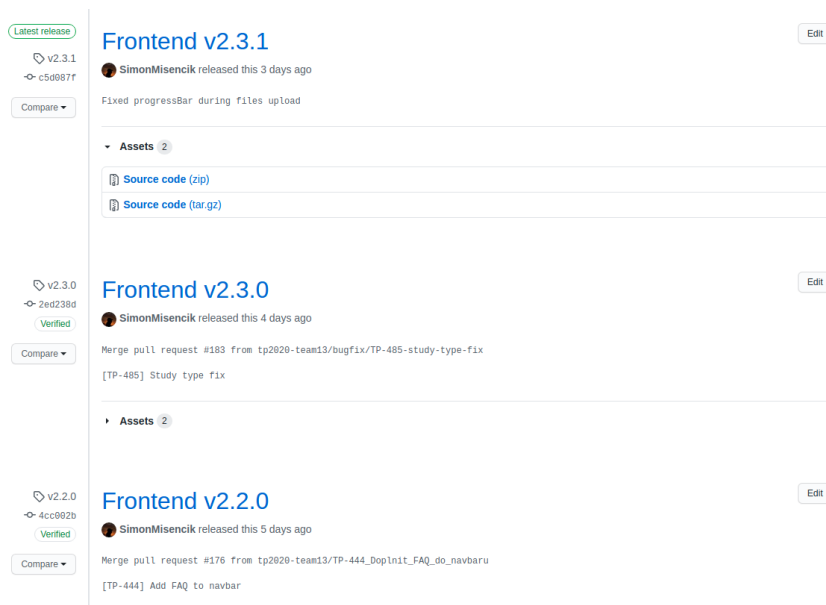 Latest release
v2.3.1
c5d087f
Compare
Frontend v2.3.1
Edit
SimonMisencik released this 3 days ago
Fixed progressBar during files upload
Assets 2
Source code (zip)
Source code (tar.gz)
v2.3.0
2ed238d
Verified
Compare
Frontend v2.3.0
Edit
SimonMisencik released this 4 days ago
Merge pull request #183 from tp2020-team13/bugfix/TP-485-study-type-fix
[TP-485] Study type fix
Assets 2
v2.2.0
4cc002b
Verified
Compare
Frontend v2.2.0
Edit
SimonMisencik released this 5 days ago
Merge pull request #176 from tp2020-team13/TP-444_Doplnit_FAQ_do_navbaru
[TP-444] Add FAQ to navbar